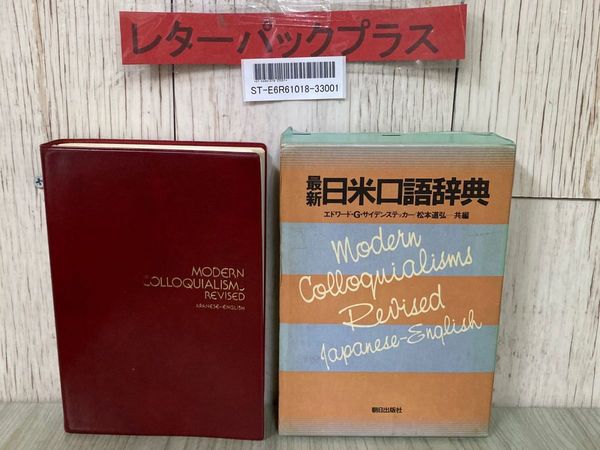 レターパックプラス
ST-E6R61018-33001
MODERN
COLLOQUIALISMS
REVISED
JAPANESE-ENGLISH
最新 日米口語辞典
エドワード・G・サイデンステッカー/松本道弘―共編
Modern
Colloquialisms
Revised
Japanese-English
朝日出版社